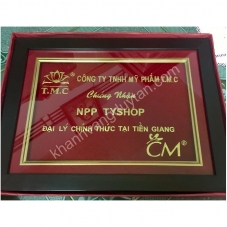 CÔNG TY TNHH MỸ PHẨM T.M.C
T.M.C
Chứng Nhận
NPP TYSHOP
ĐẠI LÝ CHÍNH THỨC TẠI TIỀN GIANG
CM®